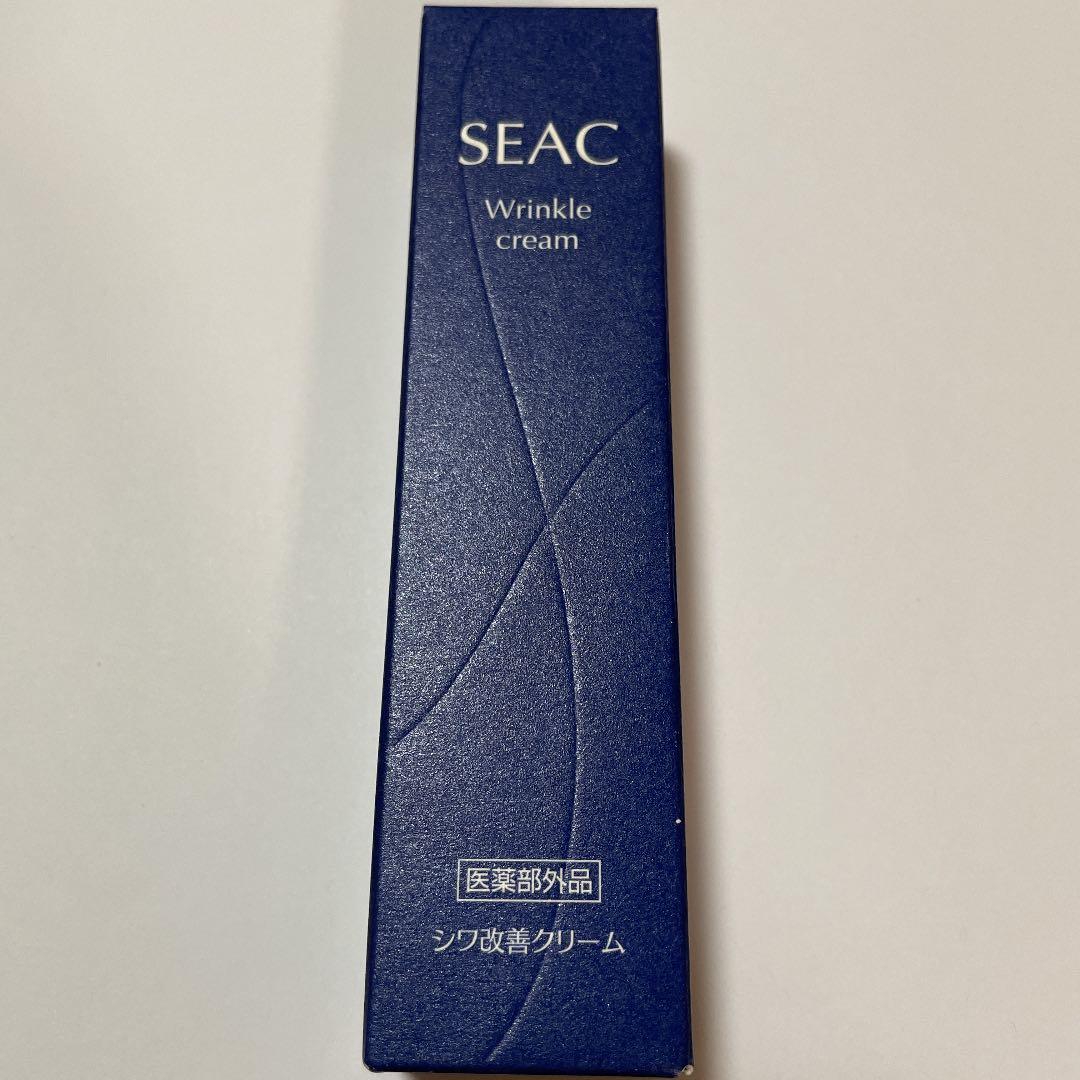 SEAC
Wrinkle
cream
医薬部外品
シワ改善クリーム